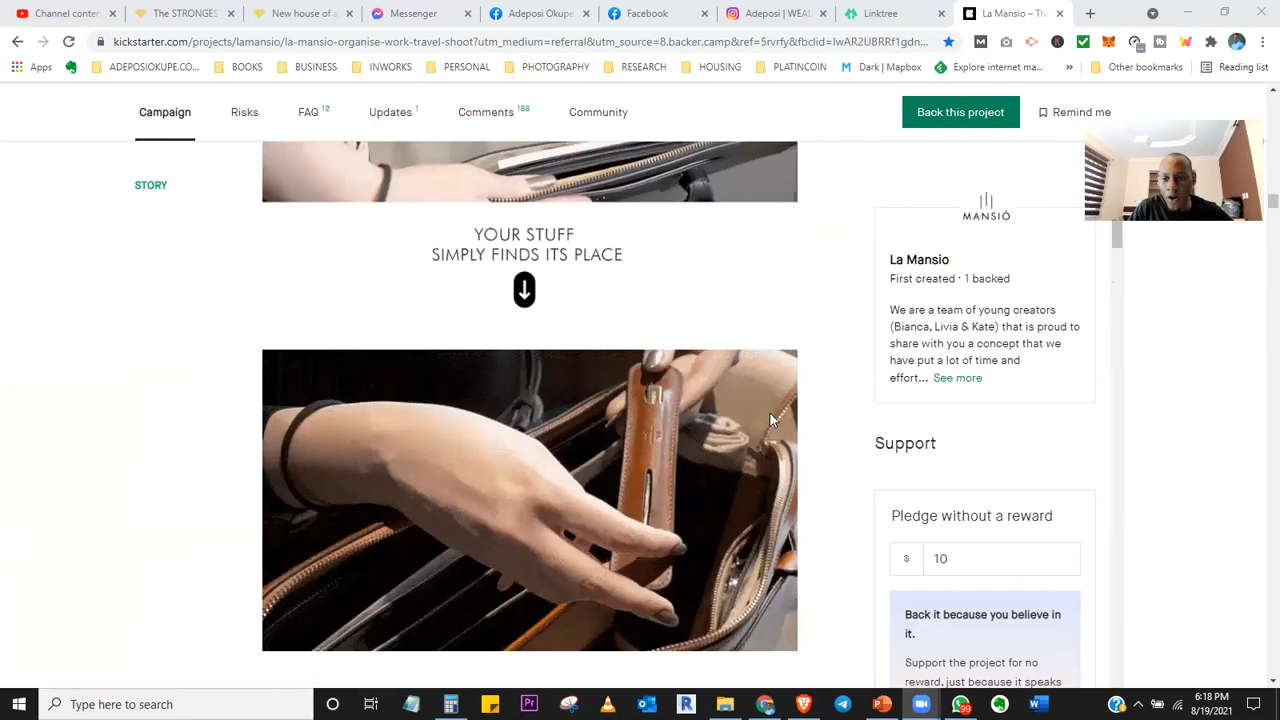 Channel content
The STRONGES
New house of a
Messenger
Adeposi Okupe
Facebook
Adeposi | WEAL
Linktree
La Mansio – The
kickstarter.com/projects/lamansio/la-mansio-organise-work-travel-shoot?utm_medium=referral&utm_source=8.backer.camp&ref=5rvrfy&fbclid=IwAR2UBRRf1gdn...
Apps
ADEPOSIOKUPE.CO...
BOOKS
BUSINESS
INWORKS
PERSONAL
PHOTOGRAPHY
RESEARCH
HOUSING
PLATINCOIN
Dark | Mapbox
Explore internet ma...
»
Other bookmarks
Reading list
Campaign
Risks
FAQ 12
Updates 1
Comments 188
Community
Back this project
Remind me
STORY
YOUR STUFF
SIMPLY FINDS ITS PLACE
MANSIÓ
La Mansio
First created · 1 backed
We are a team of young creators
(Bianca, Livia & Kate) that is proud to
share with you a concept that we
have put a lot of time and
effort... See more
Support
Pledge without a reward
$ 10
Back it because you believe in
it.
Support the project for no
reward, just because it speaks
Type here to search
99
6:18 PM
8/19/2021